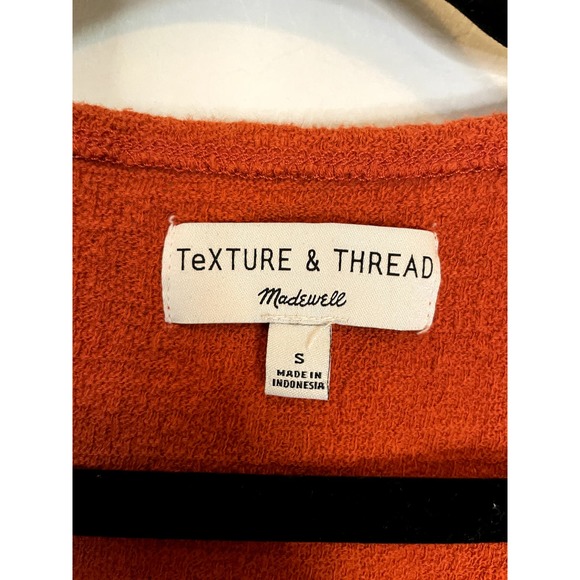 TeXTURE & THREAD
Madewell
S
MADE IN
INDONESIA